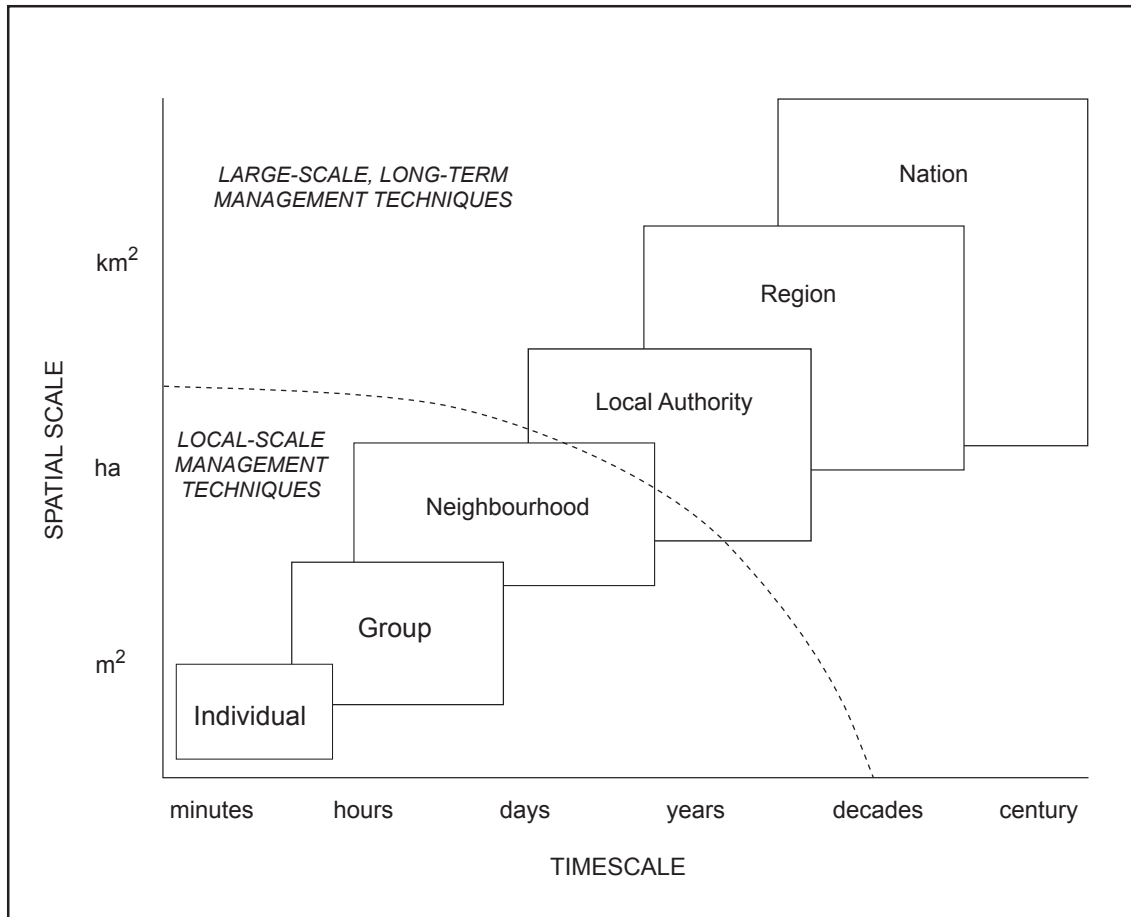 LARGE-SCALE, LONG-TERM
MANAGEMENT TECHNIQUES
Nation
km²
Region
SPATIAL SCALE
Local Authority
LOCAL-SCALE
MANAGEMENT
TECHNIQUES
ha
Neighbourhood
Group
m²
Individual
minutes hours days years decades century
TIMESCALE